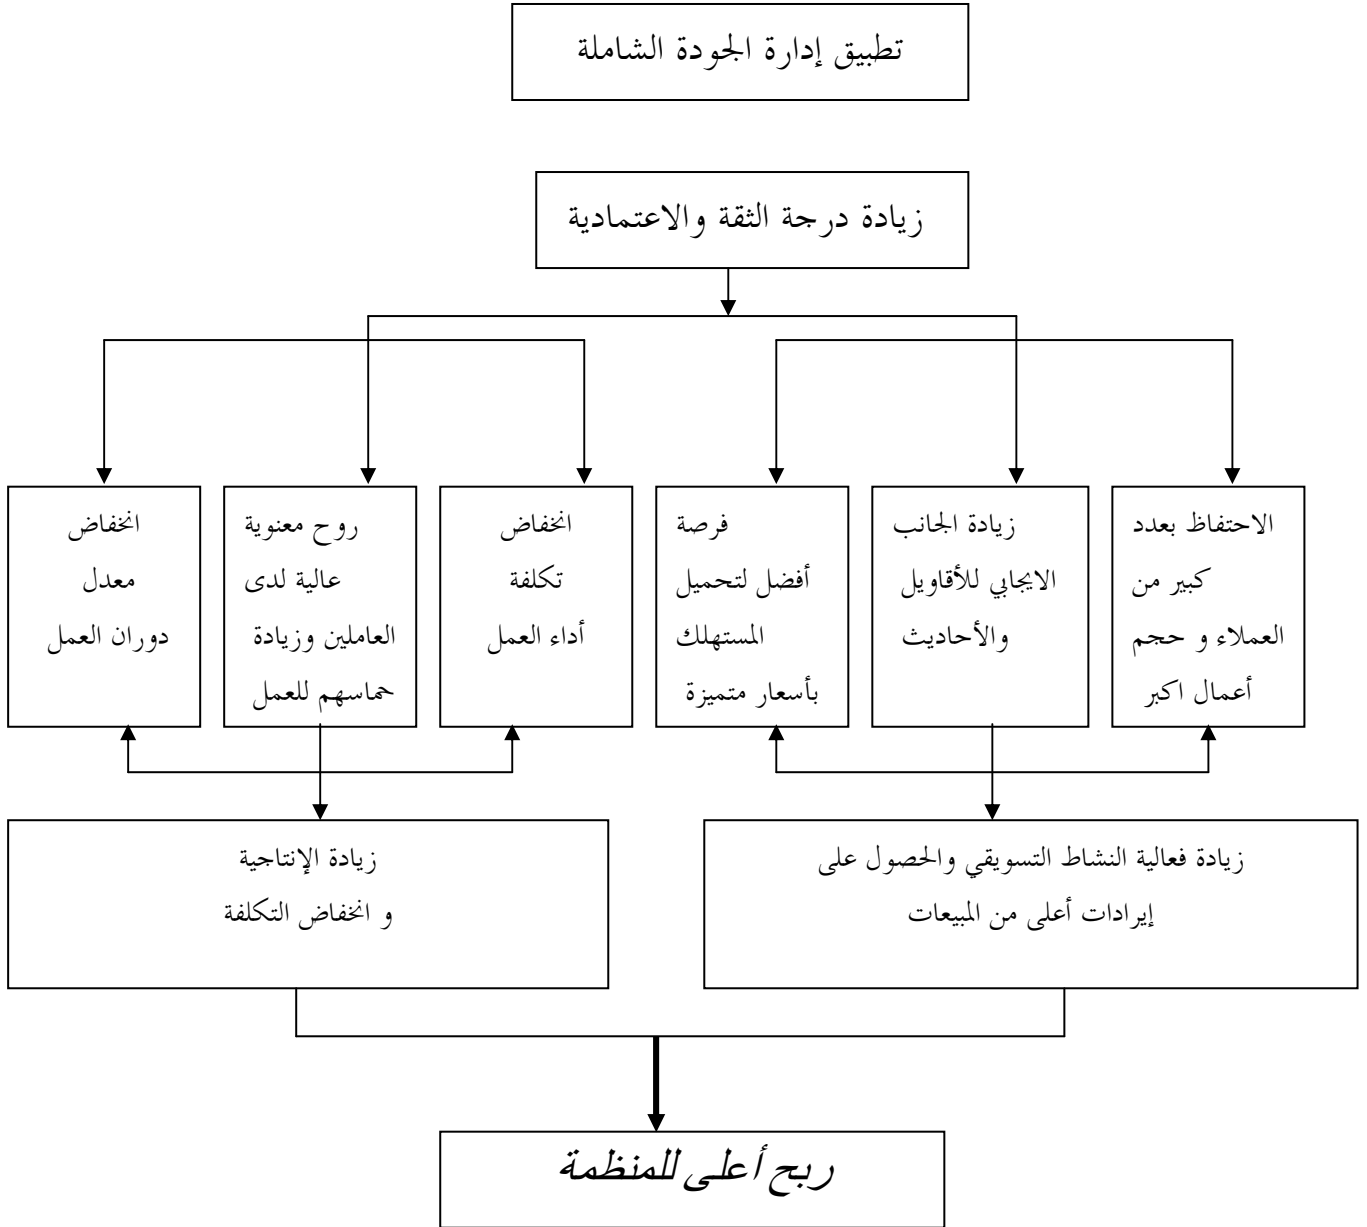 تطبيق إدارة الجودة الشاملة
زيادة درجة الثقة والاعتمادية
الاحتفاظ بعدد
كبير من
العملاء و حجم
أعمال اكبر
زيادة الجانب
الايجابي للأقاويل
والأحاديث
فرصة
أفضل لتحميل
المستهلك
بأسعار متميزة
انخفاض
تكلفة
أداء العمل
روح معنوية
عالية لدى
العاملين وزيادة
حماسهم للعمل
انخفاض
معدل
دوران العمل
زيادة فعالية النشاط التسويقي والحصول على
إيرادات أعلى من المبيعات
زيادة الإنتاجية
و انخفاض التكلفة
ربح أعلى للمنظمة